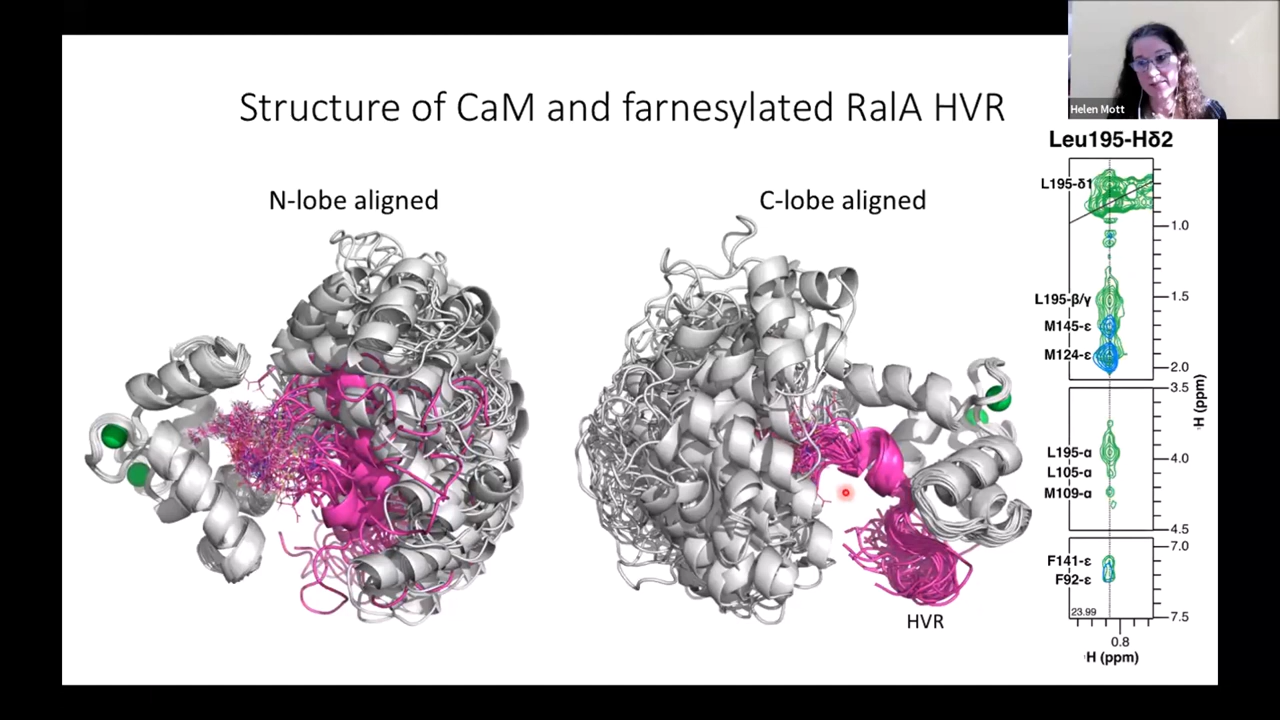 Helen Mott
Structure of CaM and farnesylated RalA HVR
N-lobe aligned
C-lobe aligned
HVR
Leu195-Hδ2
L195-δ1
1.0
L195-β/γ
1.5
M145-ε
M124-ε
2.0
3.5
L195-α
4.0
L105-α
M109-α
4.5
7.0
F141-ε
F92-ε
23.99
7.5
0.8
¹H (ppm)
¹H (ppm)